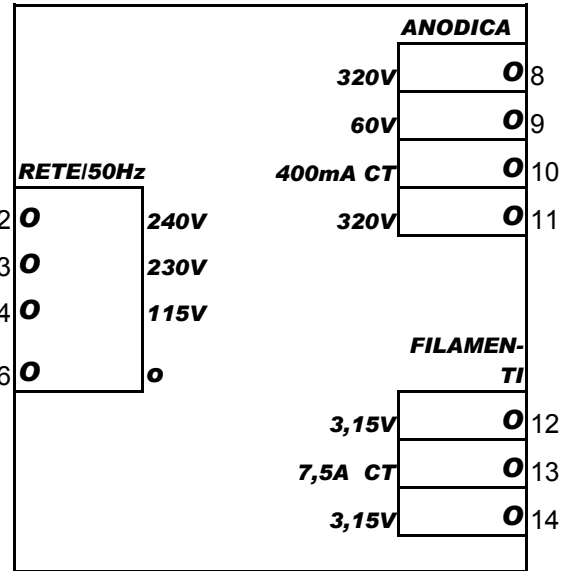 ANODICA
320V O 8
60V O 9
400mA CT O 10
320V O 11
RETE/50Hz
2 O 240V
3 O 230V
4 O 115V
6 O o
FILAMEN-
TI
3,15V O 12
7,5A CT O 13
3,15V O 14